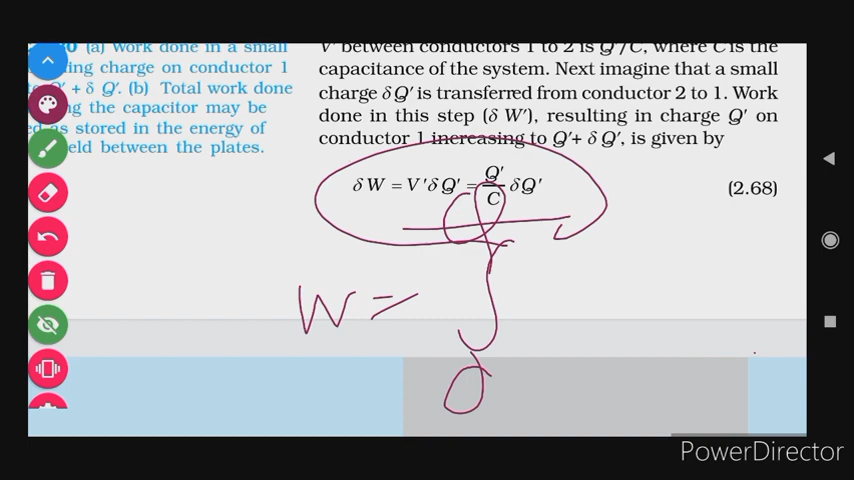 (a) Work done in a small
ing charge on conductor 1
Q′ + δ Q′. (b) Total work done
ng the capacitor may be
ed as stored in the energy of
eld between the plates.
V′ between conductors 1 to 2 is Q′/C, where C is the
capacitance of the system. Next imagine that a small
charge δ Q′ is transferred from conductor 2 to 1. Work
done in this step (δ W′), resulting in charge Q′ on
conductor 1 increasing to Q′+ δ Q′, is given by
δ W = V′δ Q′ = Q′/C δ Q′ (2.68)
Q
W = ∫
0
PowerDirector